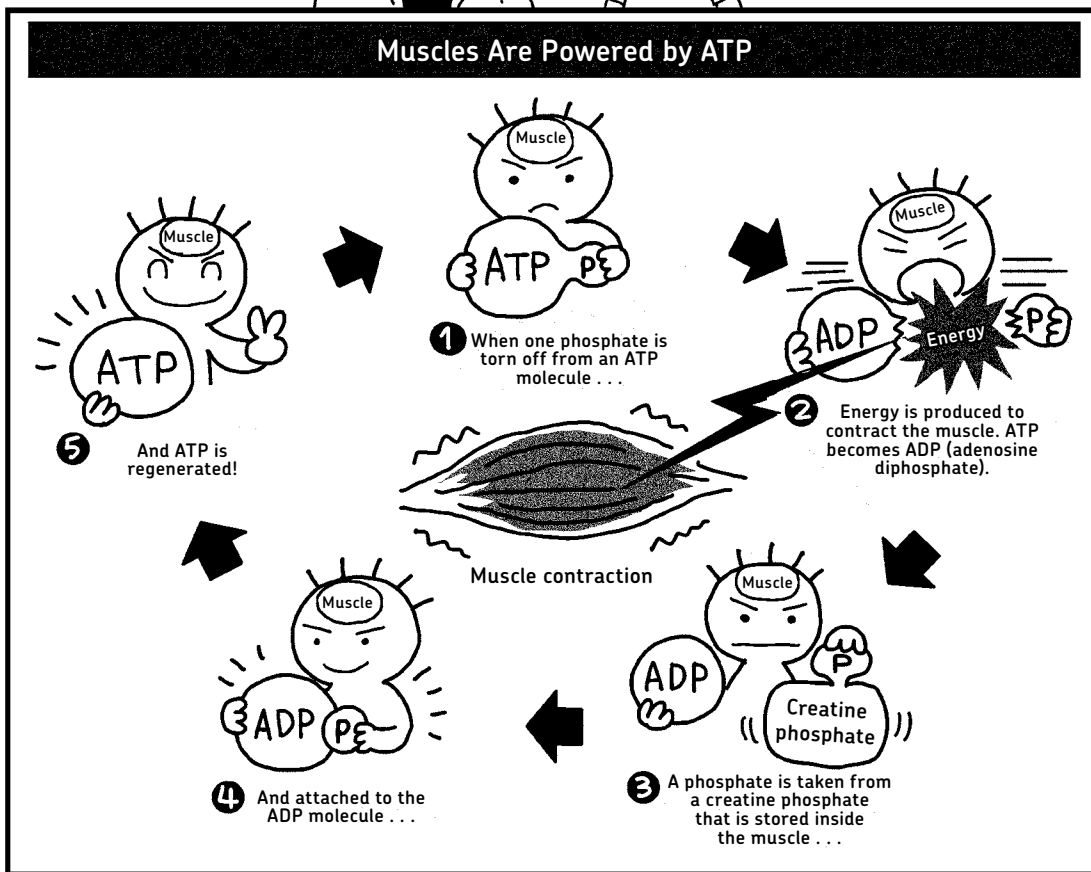 Muscles Are Powered by ATP
Muscle
ATP
P
1 When one phosphate is
torn off from an ATP
molecule . . .
Muscle
ADP
Energy
P
2 Energy is produced to
contract the muscle. ATP
becomes ADP (adenosine
diphosphate).
Muscle
ADP
P
Creatine
phosphate
3 A phosphate is taken from
a creatine phosphate
that is stored inside
the muscle . . .
Muscle
ADP
P
4 And attached to the
ADP molecule . . .
Muscle
ATP
5 And ATP is
regenerated!
Muscle contraction